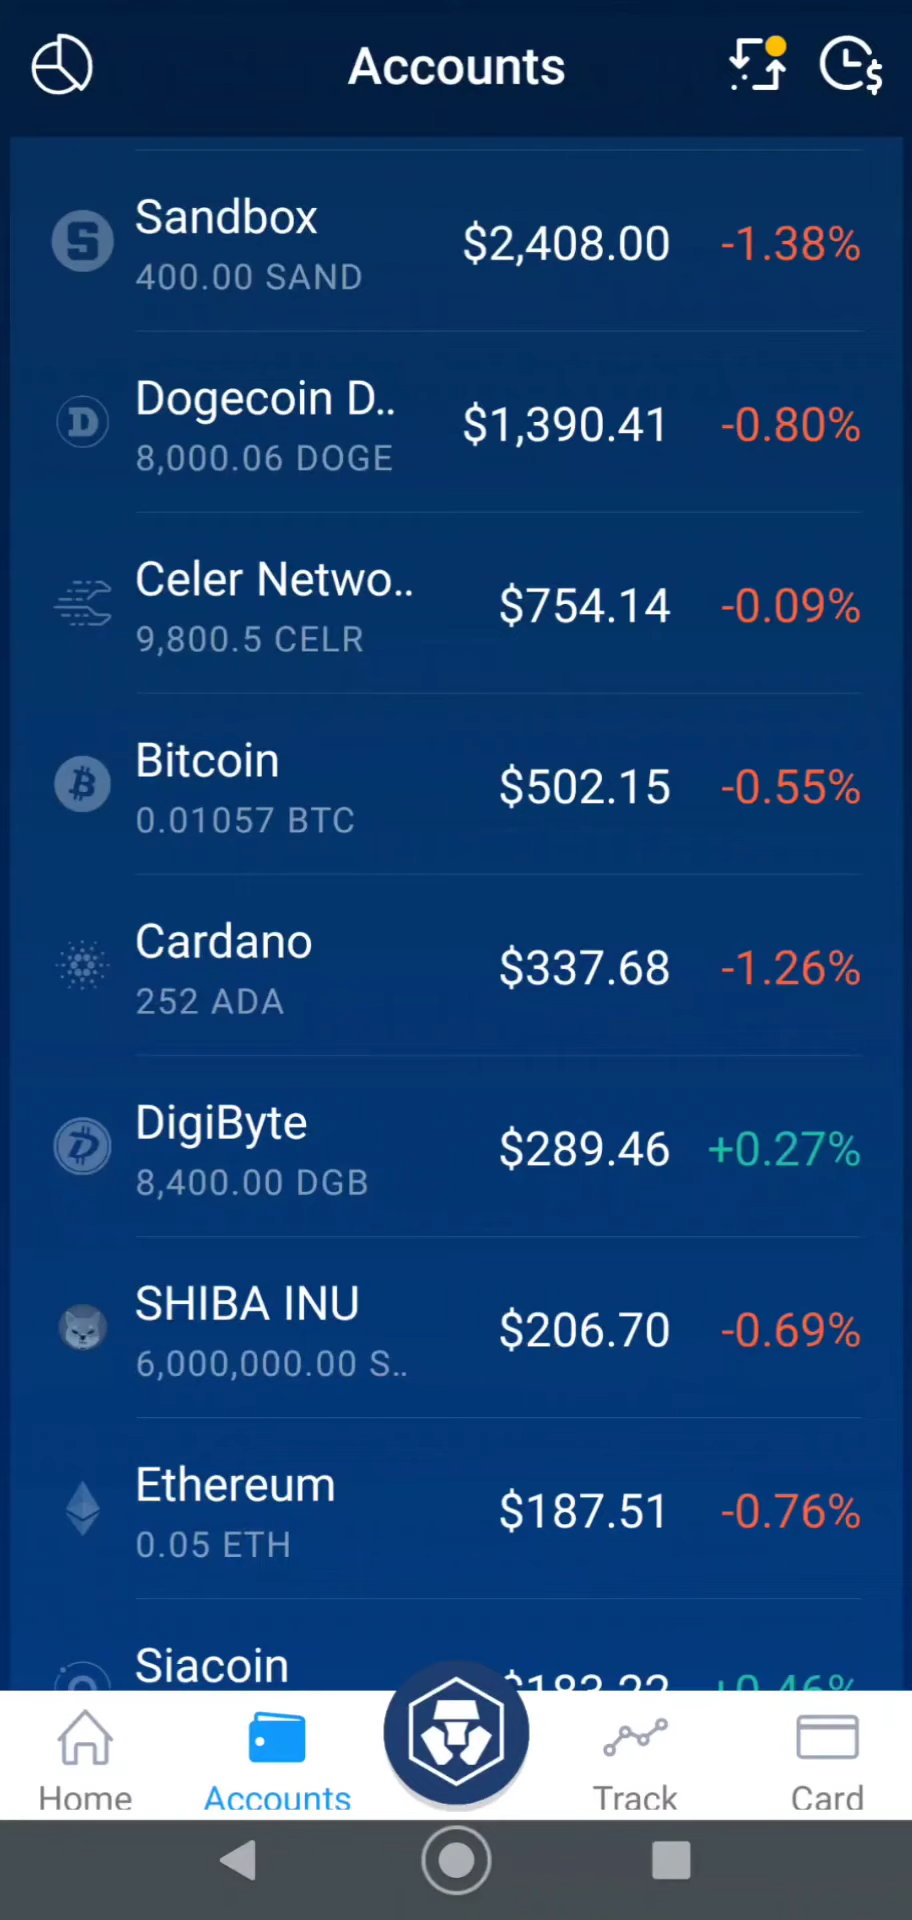 Accounts
Sandbox $2,408.00 -1.38%
400.00 SAND
Dogecoin D.. $1,390.41 -0.80%
8,000.06 DOGE
Celer Netwo.. $754.14 -0.09%
9,800.5 CELR
Bitcoin $502.15 -0.55%
0.01057 BTC
Cardano $337.68 -1.26%
252 ADA
DigiByte $289.46 +0.27%
8,400.00 DGB
SHIBA INU $206.70 -0.69%
6,000,000.00 S..
Ethereum $187.51 -0.76%
0.05 ETH
Siacoin
Home Accounts Track Card